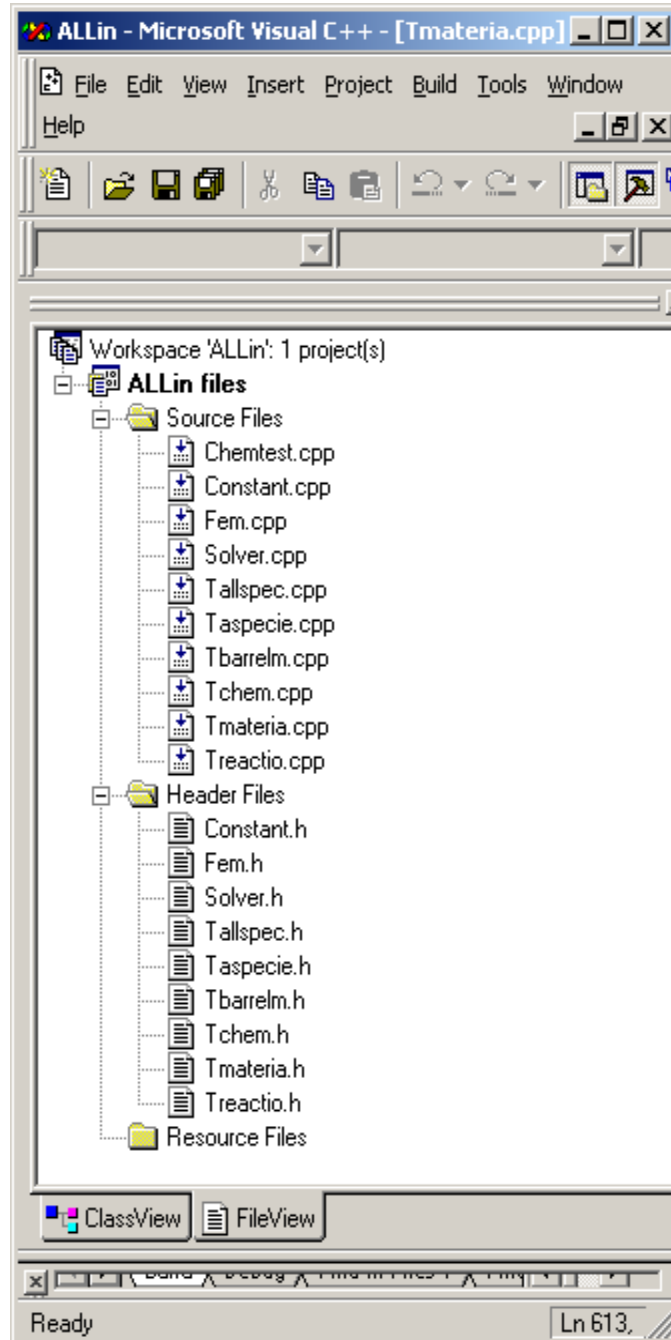 ALLin - Microsoft Visual C++ - [Tmateria.cpp]
File Edit View Insert Project Build Tools Window
Help
Workspace 'ALLin': 1 project(s)
ALLin files
Source Files
Chemtest.cpp
Constant.cpp
Fem.cpp
Solver.cpp
Tallspec.cpp
Taspecie.cpp
Tbarrelm.cpp
Tchem.cpp
Tmateria.cpp
Treactio.cpp
Header Files
Constant.h
Fem.h
Solver.h
Tallspec.h
Taspecie.h
Tbarrelm.h
Tchem.h
Tmateria.h
Treactio.h
Resource Files
ClassView FileView
Ready Ln 613,